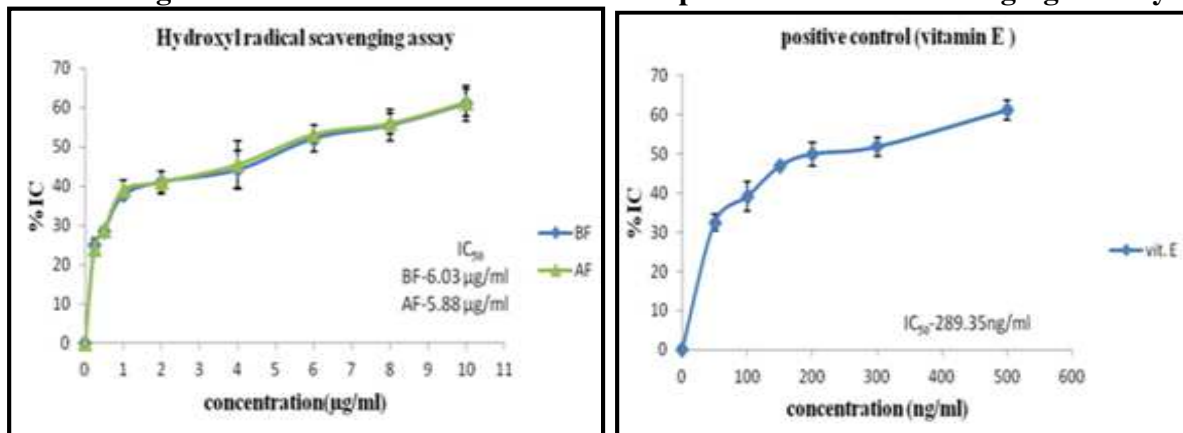 Hydroxyl radical scavenging assay
70
60
50
40
30
20
10
0
% IC
0 1 2 3 4 5 6 7 8 9 10 11
concentration(µg/ml)
IC50
BF-6.03 µg/ml
AF-5.88 µg/ml
BF
AF
positive control (vitamin E )
70
60
50
40
30
20
10
0
% IC
0 100 200 300 400 500 600
concentration (ng/ml)
IC50-289.35ng/ml
vit. E